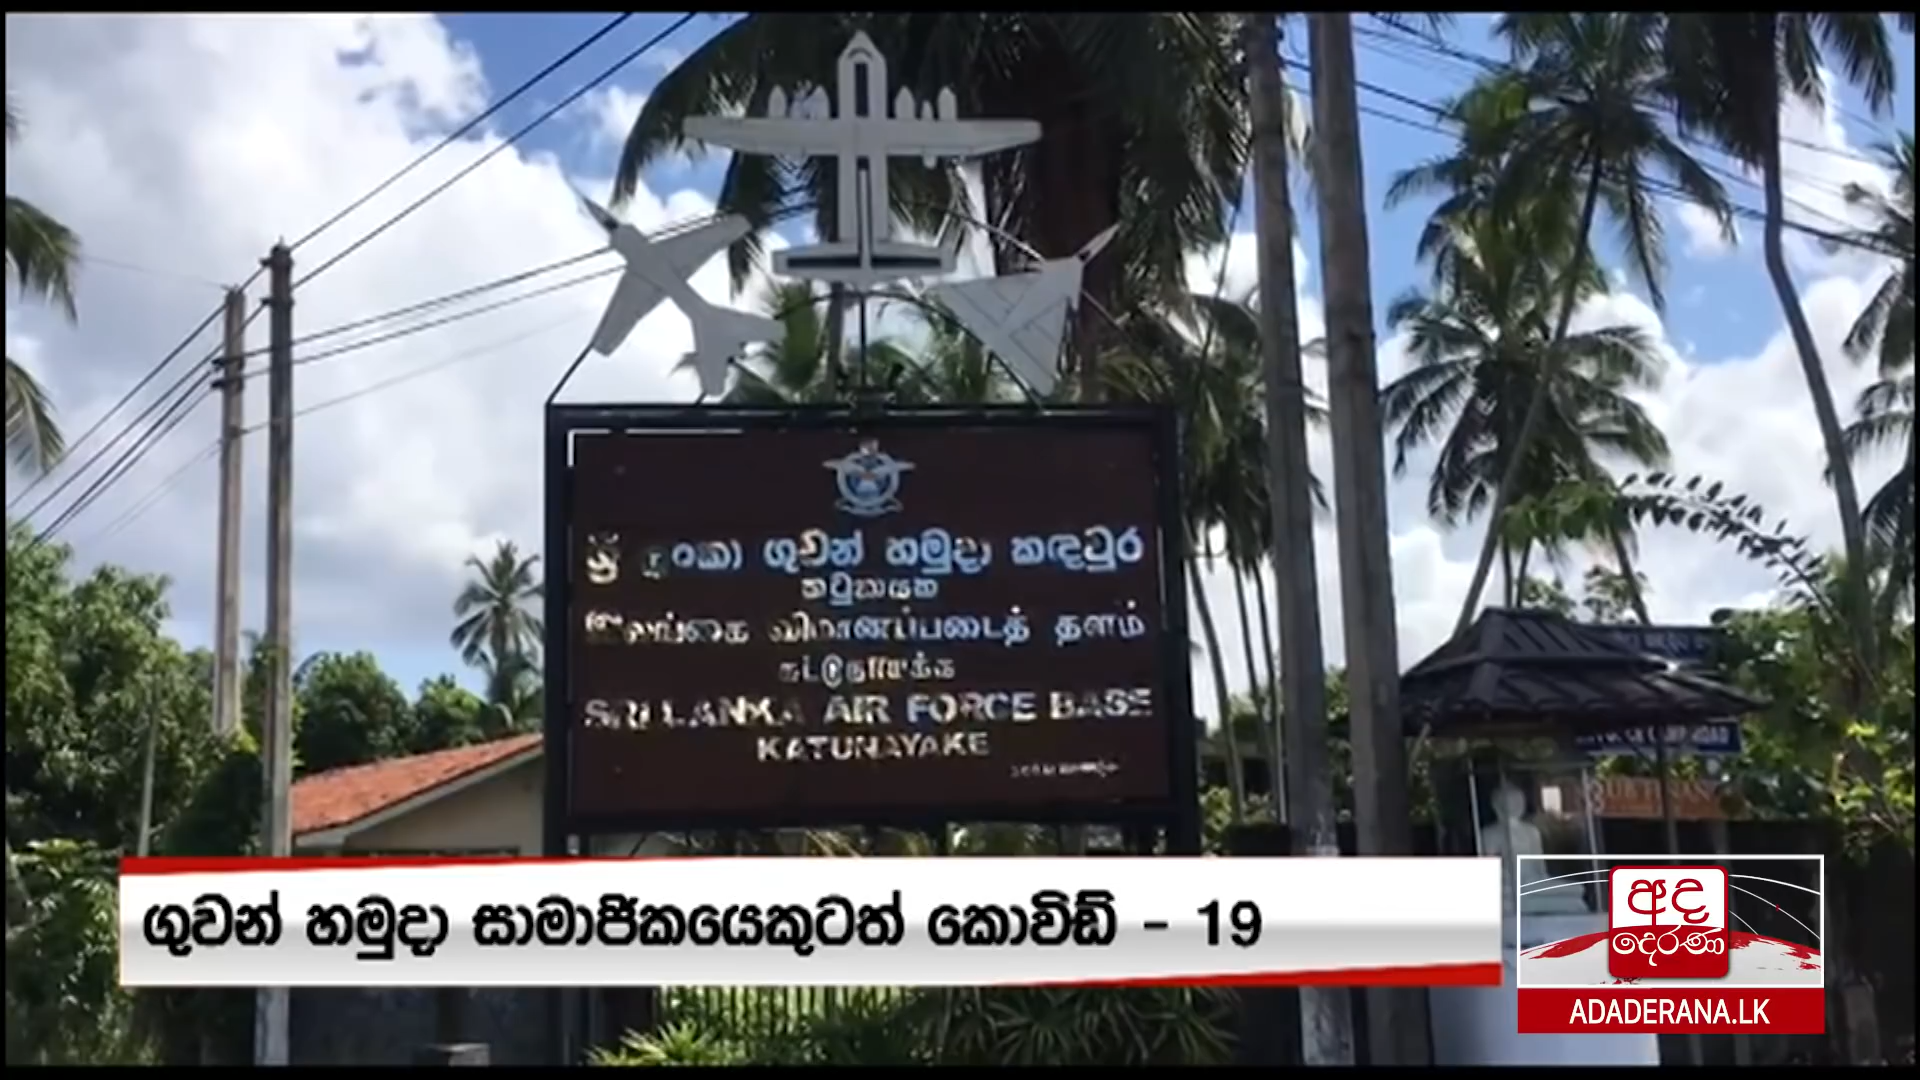 ශ්‍රී ලංකා ගුවන් හමුදා කඳවුර
කටුනායක
இலங்கை விமானப்படைத் தளம்
கட்டுநாயக்க
SRI LANKA AIR FORCE BASE
KATUNAYAKE
ගුවන් හමුදා සාමාජිකයෙකුටත් කොවිඩ් - 19
අද
දෙරණ
ADADERANA.LK